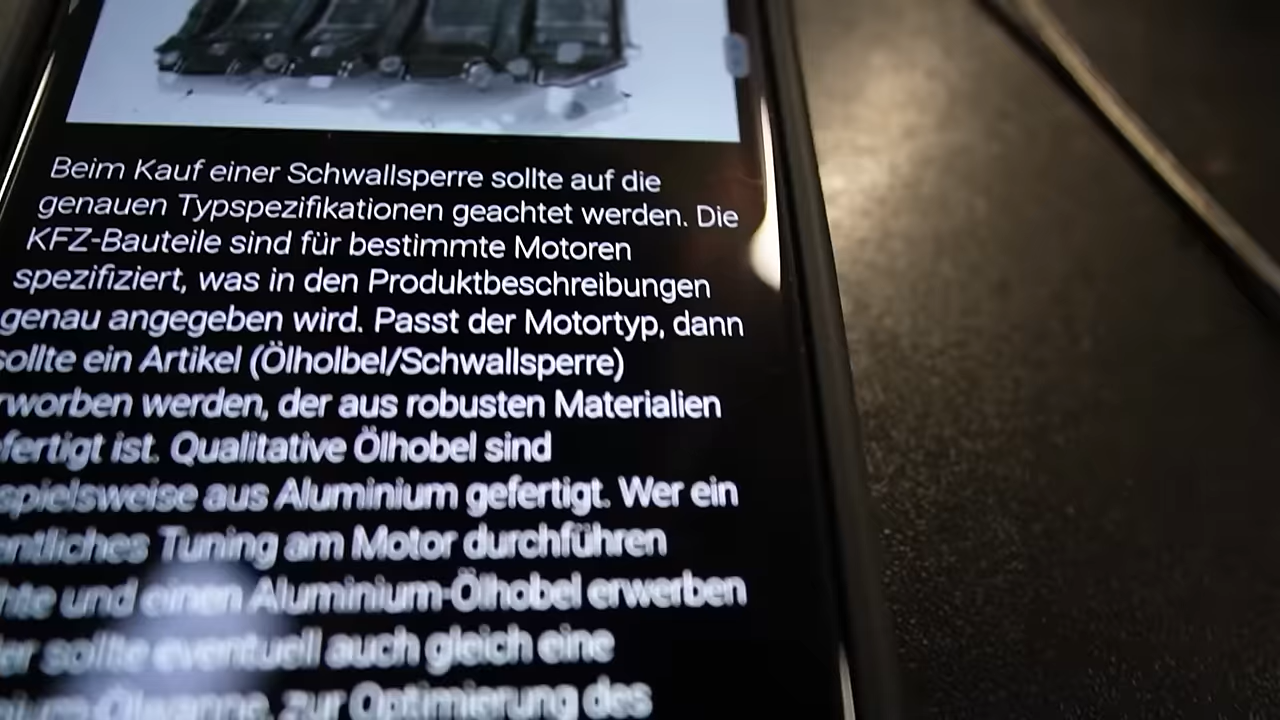 Beim Kauf einer Schwallsperre sollte auf die
genauen Typspezifikationen geachtet werden. Die
KFZ-Bauteile sind für bestimmte Motoren
spezifiziert, was in den Produktbeschreibungen
genau angegeben wird. Passt der Motortyp, dann
sollte ein Artikel (Ölholbel/Schwallsperre)
rworben werden, der aus robusten Materialien
fertigt ist. Qualitative Ölhobel sind
spielsweise aus Aluminium gefertigt. Wer ein
ntliches Tuning am Motor durchführen
hte und einen Aluminium-Ölhobel erwerben
sollte eventuell auch gleich eine
zur Optimierung des